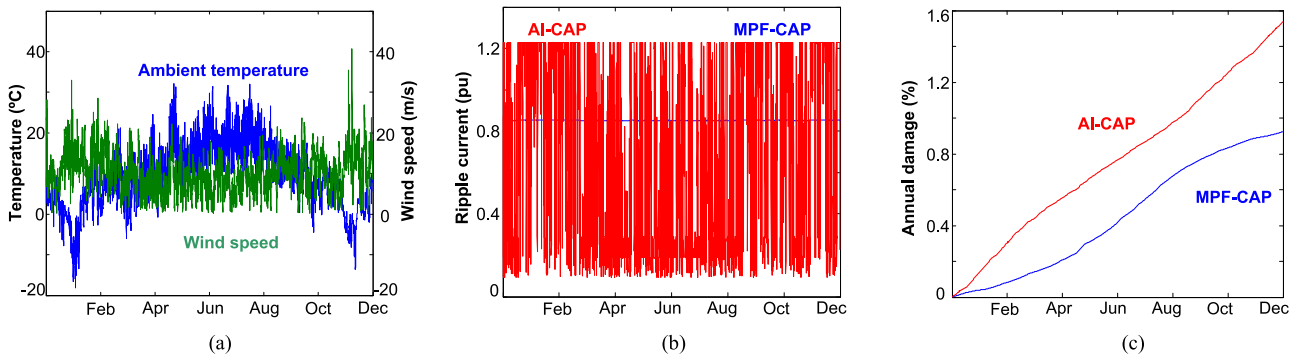 40
20
0
-20
Temperature (ºC)
Ambient temperature
Wind speed
40
20
0
-20
Wind speed (m/s)
Feb Apr Jun Aug Oct Dec
(a)
1.2
0.8
0.4
0
Ripple current (pu)
AI-CAP MPF-CAP
Feb Apr Jun Aug Oct Dec
(b)
1.6
1.2
0.8
0.4
0
Annual damage (%)
AI-CAP
MPF-CAP
Feb Apr Jun Aug Oct Dec
(c)